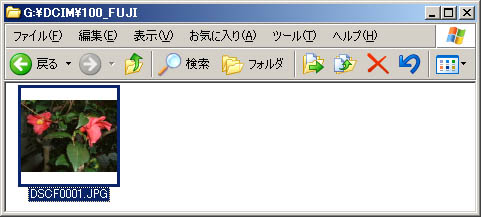 G:¥DCIM¥100_FUJI
ファイル(F) 編集(E) 表示(V) お気に入り(A) ツール(T) ヘルプ(H)
戻る 検索 フォルダ
DSCF0001.JPG